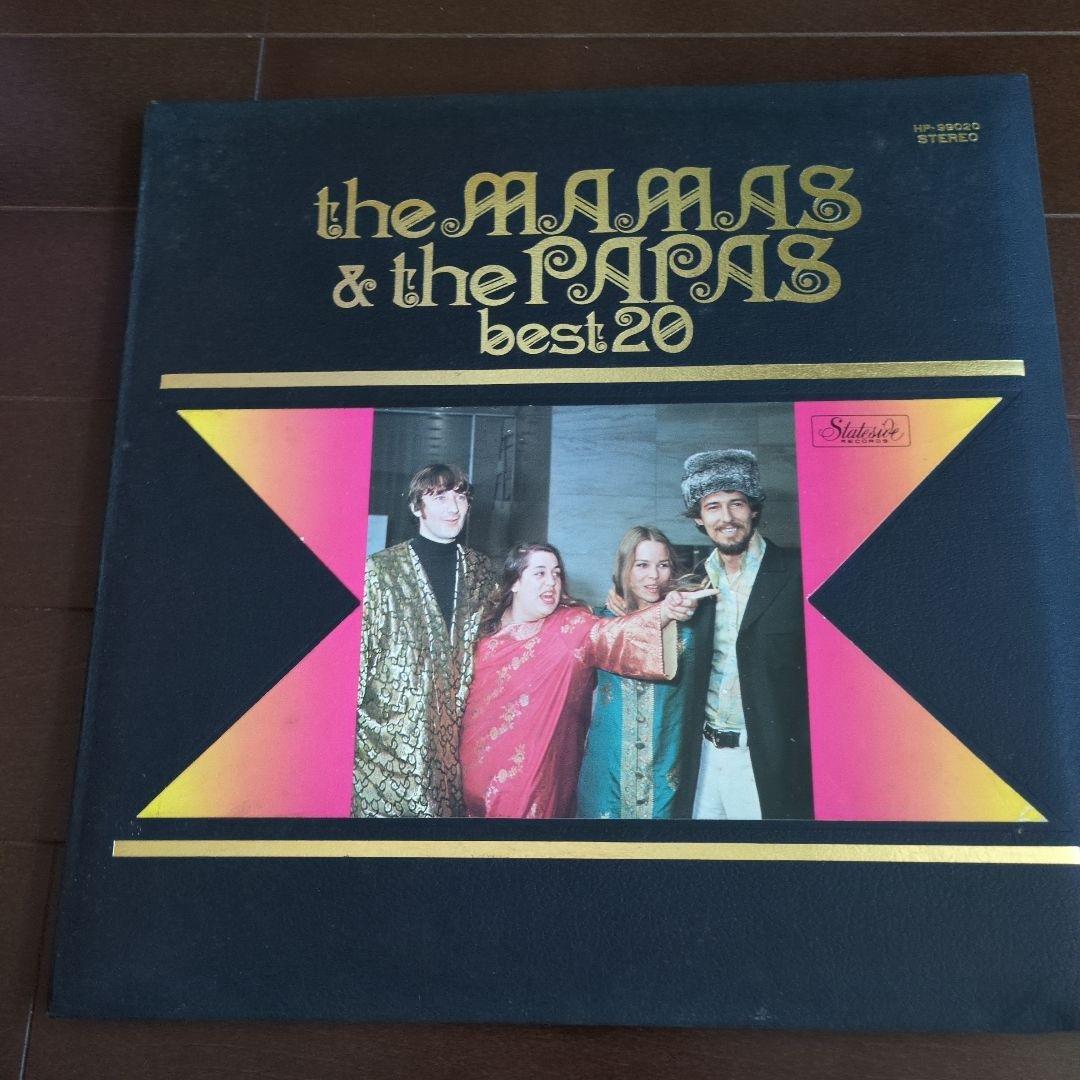 HP-99020
STEREO
the MAMAS
& the PAPAS
best 20
Stateside
RECORDS